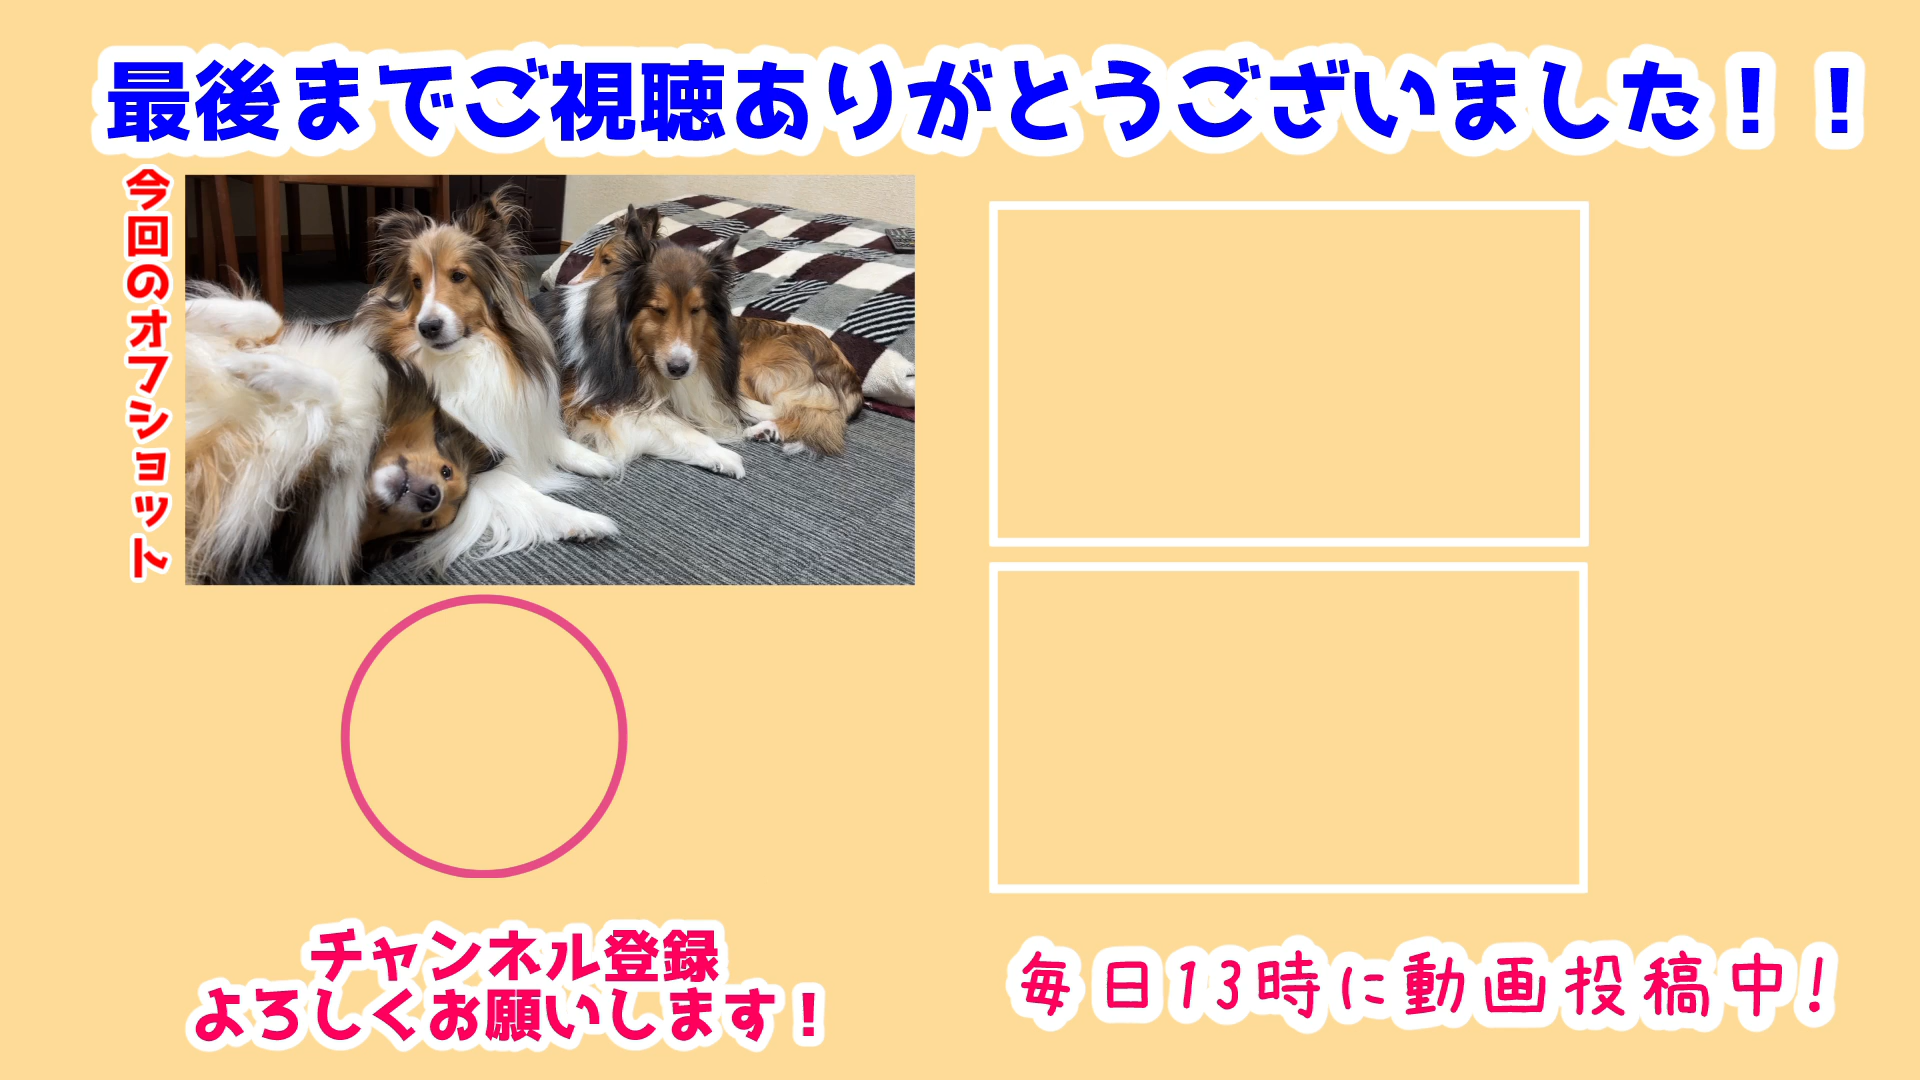 最後までご視聴ありがとうございました！！
今回のオフショット
チャンネル登録
よろしくお願いします！
毎日13時に動画投稿中!